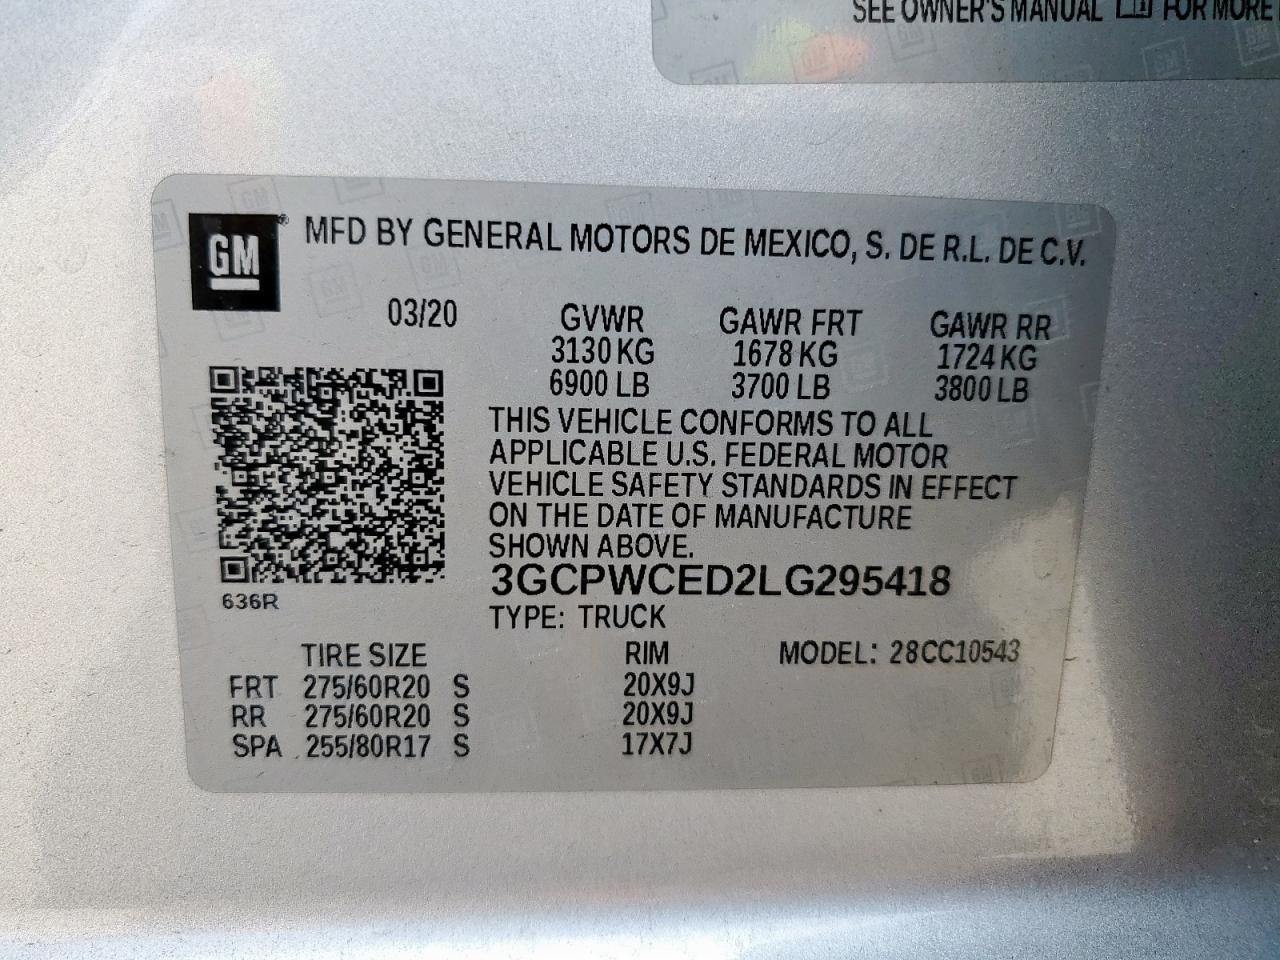 SEE OWNER'S MANUAL FOR MORE
GM® MFD BY GENERAL MOTORS DE MEXICO, S. DE R.L. DE C.V.
03/20 GVWR GAWR FRT GAWR RR
3130 KG 1678 KG 1724 KG
6900 LB 3700 LB 3800 LB
THIS VEHICLE CONFORMS TO ALL
APPLICABLE U.S. FEDERAL MOTOR
VEHICLE SAFETY STANDARDS IN EFFECT
ON THE DATE OF MANUFACTURE
SHOWN ABOVE.
3GCPWCED2LG295418
636R
TYPE: TRUCK
TIRE SIZE RIM MODEL: 28CC10543
FRT 275/60R20 S 20X9J
RR 275/60R20 S 20X9J
SPA 255/80R17 S 17X7J